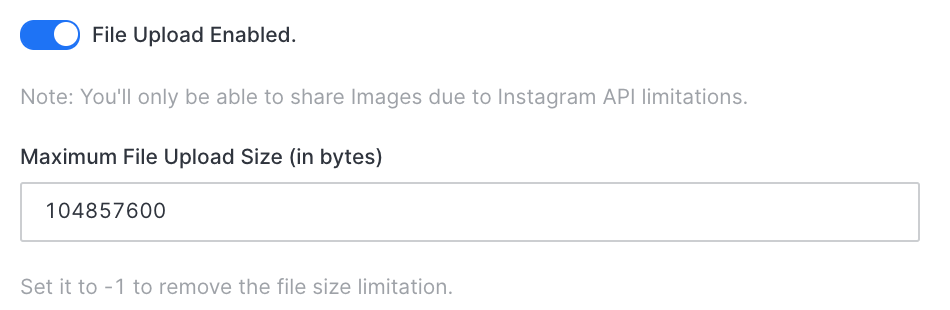 File Upload Enabled.
Note: You'll only be able to share Images due to Instagram API limitations.
Maximum File Upload Size (in bytes)
104857600
Set it to -1 to remove the file size limitation.